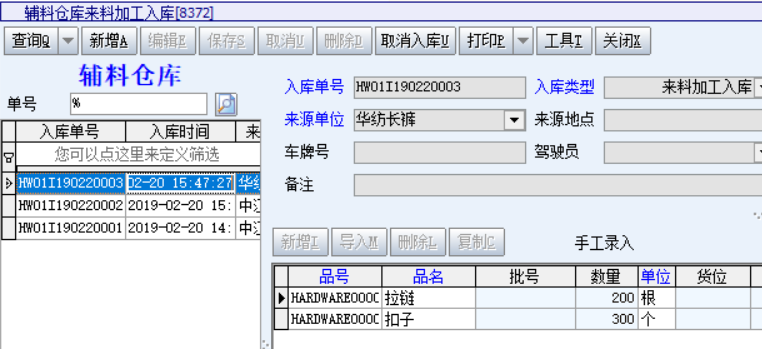 辅料仓库来料加工入库[8372]
查询Q 新增A 编辑E 保存S 取消U 删除D 取消入库U 打印P 工具T 关闭X
辅料仓库
单号 %
入库单号 入库时间 来
您可以点这里来定义筛选
HW01I190220003 02-20 15:47:27 华纺
HW01I190220002 2019-02-20 15: 中江
HW01I190220001 2019-02-20 14: 中江
入库单号 HW01I190220003 入库类型 来料加工入库
来源单位 华纺长裤 来源地点
车牌号 驾驶员
备注
新增I 导入M 删除L 复制C 手工录入
品号 品名 批号 数量 单位 货位
HARDWARE000 拉链 200 根
HARDWARE000 扣子 300 个